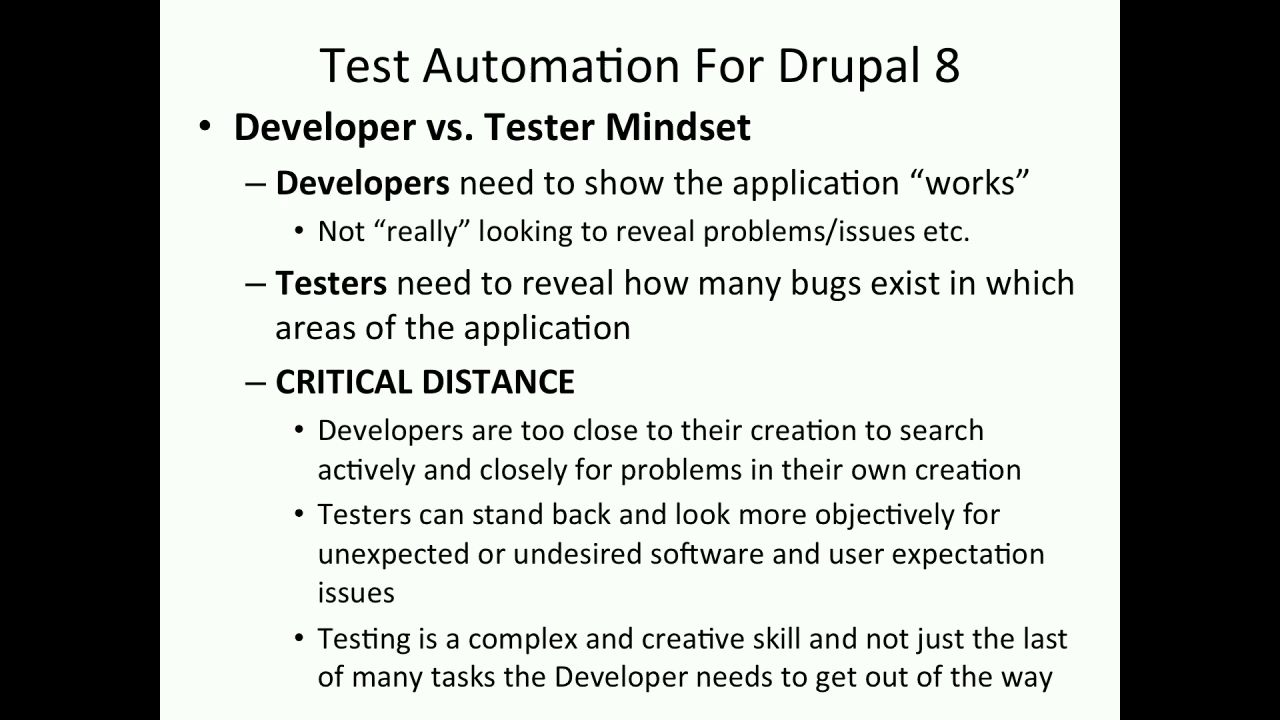 Test Automation For Drupal 8
• Developer vs. Tester Mindset
– Developers need to show the application “works”
• Not “really” looking to reveal problems/issues etc.
– Testers need to reveal how many bugs exist in which
areas of the application
– CRITICAL DISTANCE
• Developers are too close to their creation to search
actively and closely for problems in their own creation
• Testers can stand back and look more objectively for
unexpected or undesired software and user expectation
issues
• Testing is a complex and creative skill and not just the last
of many tasks the Developer needs to get out of the way